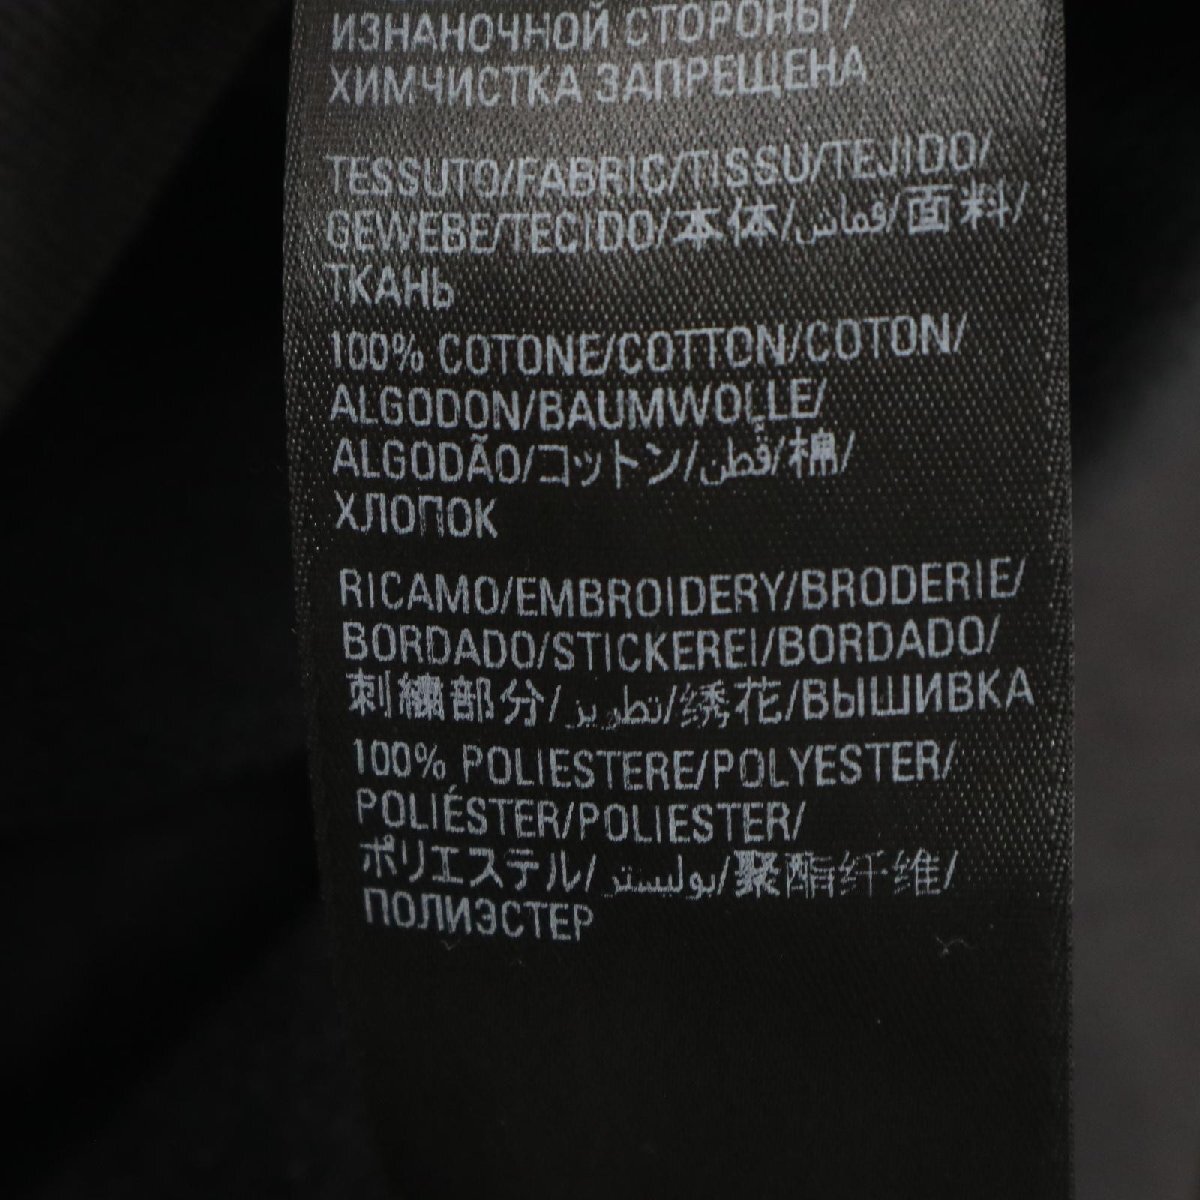 ИЗНАНОЧНОЙ СТОРОНЫ/
ХИМЧИСТКА ЗАПРЕЩЕНА
TESSUTO/FABRIC/TISSU/TEJIDO/
GEWEBE/TECIDO/本体/قماش/面料/
ТКАНЬ
100% COTONE/COTTON/COTON/
ALGODON/BAUMWOLLE/
ALGODÃO/コットン/قطن/棉/
ХЛОПОК
RICAMO/EMBROIDERY/BRODERIE/
BORDADO/STICKEREI/BORDADO/
刺繍部分/تطريز/绣花/ВЫШИВКА
100% POLIESTERE/POLYESTER/
POLIÉSTER/POLIESTER/
ポリエステル/بوليستر/聚酯纤维/
ПОЛИЭСТЕР